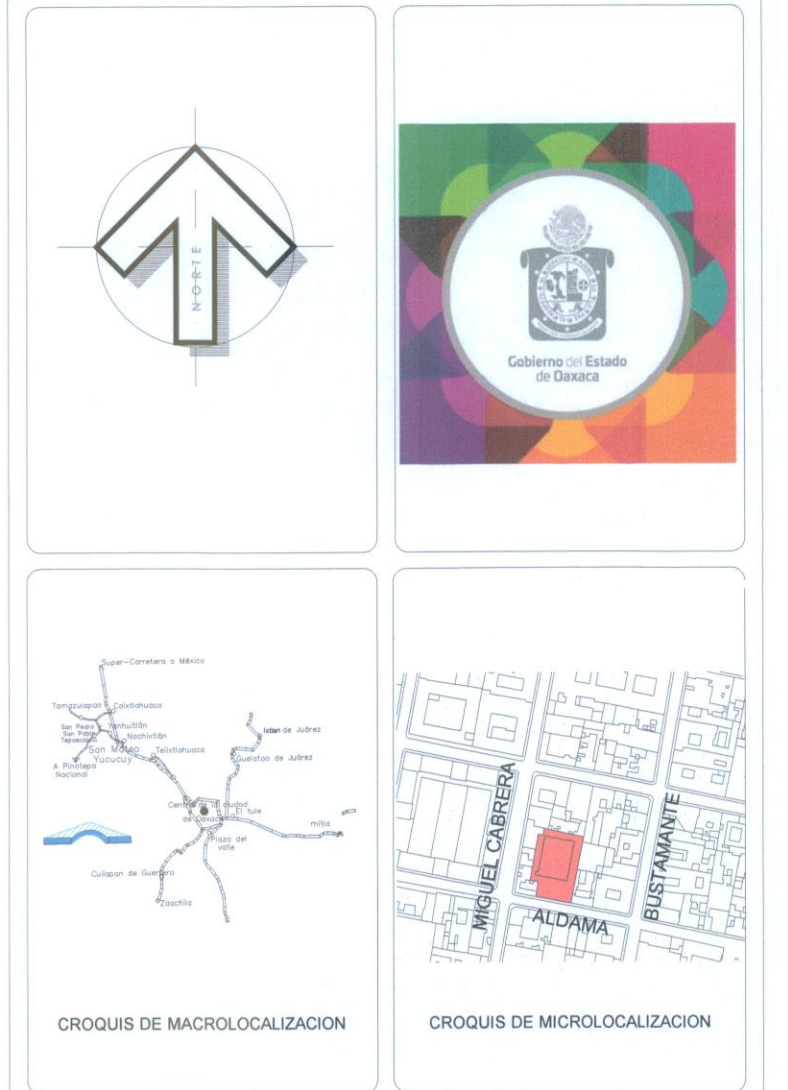 NORTE
Gobierno del Estado
de Oaxaca
Super-Carretera a México
Tamazulapan
Coixtlahuaca
San Pedro Y
San Pablo
Teposcolula
Yanhuitlán
Nochixtlán
San Mateo
Yucucuy
Telixtlahuaca
A Pinotepa
Nacional
Ixtlan de Juárez
Guelatao de Juárez
Centro de la ciudad
de Oaxaca
El tule
mitla
Plaza del
valle
Cuilapan de Guerrero
Zaachila
CROQUIS DE MACROLOCALIZACION
MIGUEL CABRERA
BUSTAMANTE
ALDAMA
CROQUIS DE MICROLOCALIZACION